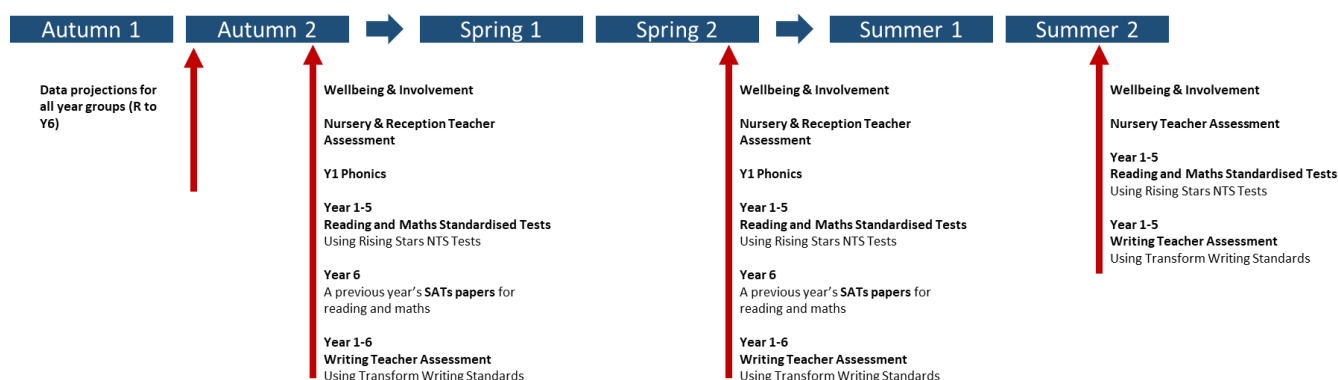 Autumn 1
Autumn 2
Spring 1
Spring 2
Summer 1
Summer 2
Data projections for
all year groups (R to
Y6)
Wellbeing & Involvement
Nursery & Reception Teacher
Assessment
Y1 Phonics
Year 1-5
Reading and Maths Standardised Tests
Using Rising Stars NTS Tests
Year 6
A previous year's SATs papers for
reading and maths
Year 1-6
Writing Teacher Assessment
Using Transform Writing Standards
Wellbeing & Involvement
Nursery & Reception Teacher
Assessment
Y1 Phonics
Year 1-5
Reading and Maths Standardised Tests
Using Rising Stars NTS Tests
Year 6
A previous year's SATs papers for
reading and maths
Year 1-6
Writing Teacher Assessment
Using Transform Writing Standards
Wellbeing & Involvement
Nursery Teacher Assessment
Year 1-5
Reading and Maths Standardised Tests
Using Rising Stars NTS Tests
Year 1-5
Writing Teacher Assessment
Using Transform Writing Standards